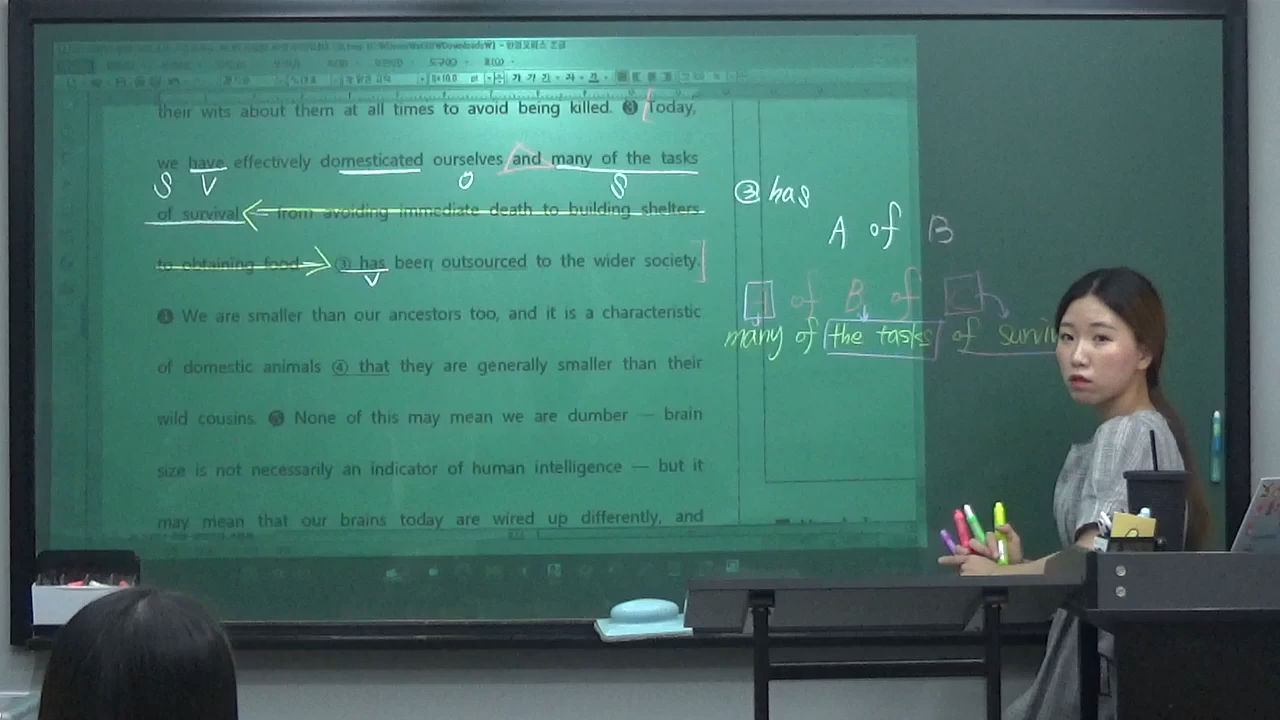 their wits about them at all times to avoid being killed. ❸ Today,
we have effectively domesticated ourselves and many of the tasks
S V O S
of survival — from avoiding immediate death to building shelters
to obtaining food — ③ has been outsourced to the wider society.
V
❹ We are smaller than our ancestors too, and it is a characteristic
of domestic animals ④ that they are generally smaller than their
wild cousins. ❺ None of this may mean we are dumber — brain
size is not necessarily an indicator of human intelligence — but it
may mean that our brains today are wired up differently, and
③ has
A of B
of B of
many of the tasks of surviv